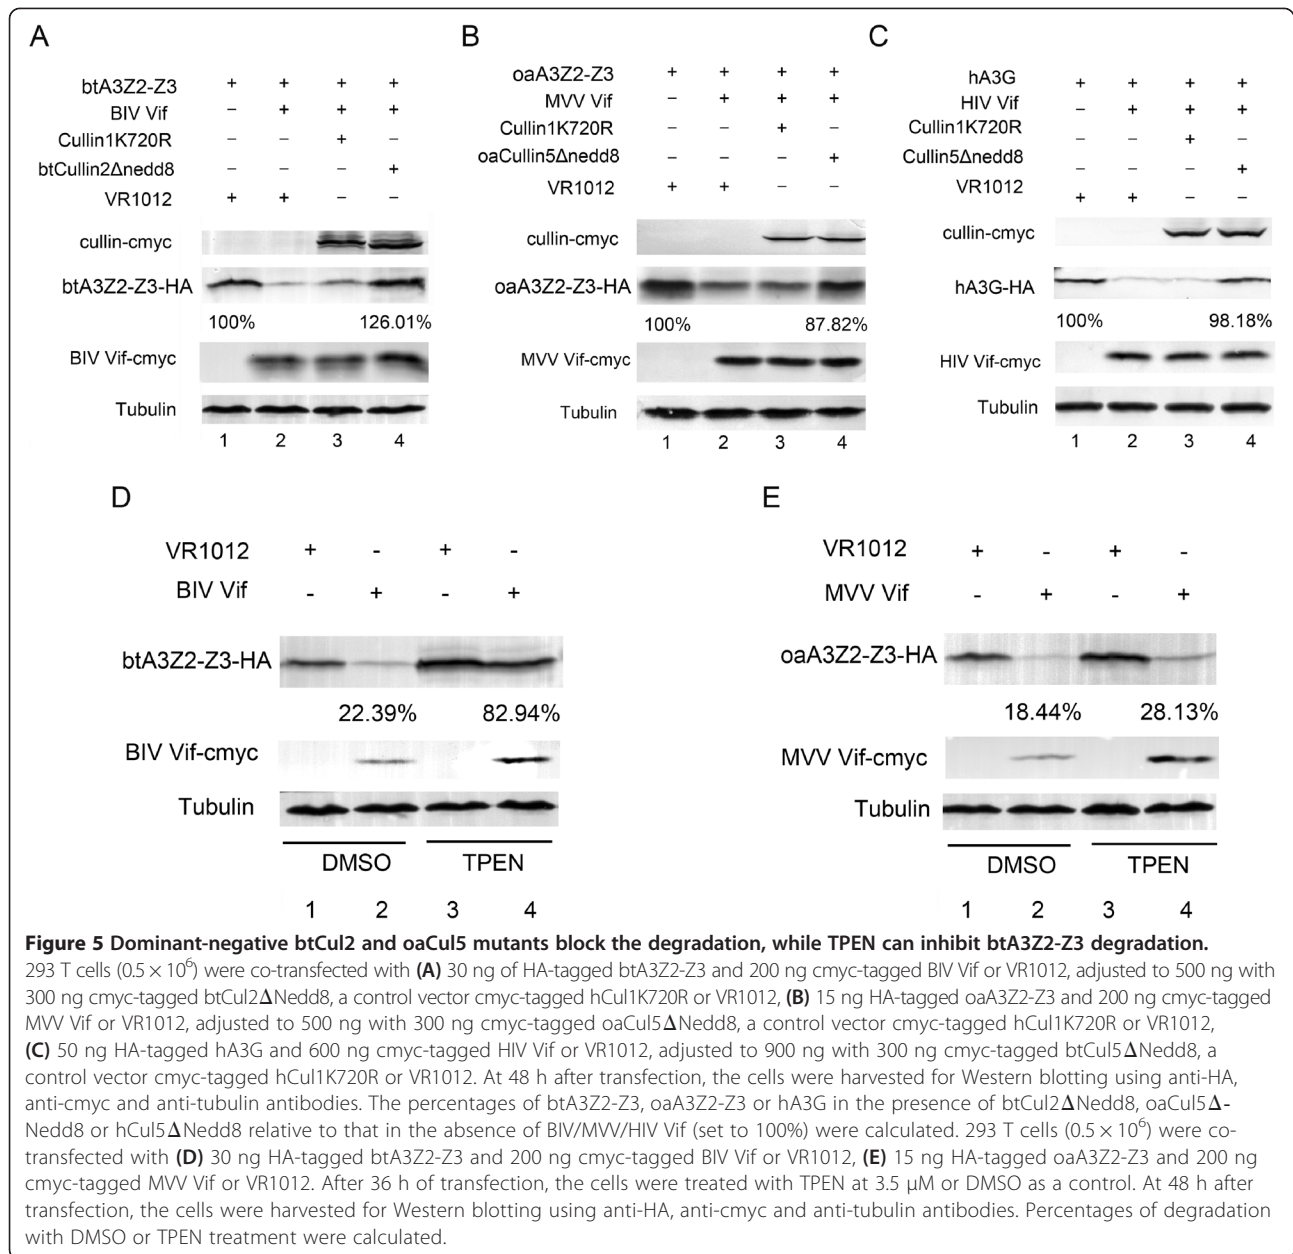 A
btA3Z2-Z3 + + + +
BIV Vif – + + +
Cullin1K720R – – + –
btCullin2Δnedd8 – – – +
VR1012 + + – –
cullin-cmyc
btA3Z2-Z3-HA
100% 126.01%
BIV Vif-cmyc
Tubulin
1 2 3 4
B
oaA3Z2-Z3 + + + +
MVV Vif – + + +
Cullin1K720R – – + –
oaCullin5Δnedd8 – – – +
VR1012 + + – –
cullin-cmyc
oaA3Z2-Z3-HA
100% 87.82%
MVV Vif-cmyc
Tubulin
1 2 3 4
C
hA3G + + + +
HIV Vif – + + +
Cullin1K720R – – + –
Cullin5Δnedd8 – – – +
VR1012 + + – –
cullin-cmyc
hA3G-HA
100% 98.18%
HIV Vif-cmyc
Tubulin
1 2 3 4
D
VR1012 + - + -
BIV Vif - + - +
btA3Z2-Z3-HA
22.39% 82.94%
BIV Vif-cmyc
Tubulin
DMSO TPEN
1 2 3 4
E
VR1012 + - + -
MVV Vif - + - +
oaA3Z2-Z3-HA
18.44% 28.13%
MVV Vif-cmyc
Tubulin
DMSO TPEN
1 2 3 4
Figure 5 Dominant-negative btCul2 and oaCul5 mutants block the degradation, while TPEN can inhibit btA3Z2-Z3 degradation.
293 T cells (0.5 × 10⁶) were co-transfected with (A) 30 ng of HA-tagged btA3Z2-Z3 and 200 ng cmyc-tagged BIV Vif or VR1012, adjusted to 500 ng with
300 ng cmyc-tagged btCul2ΔNedd8, a control vector cmyc-tagged hCul1K720R or VR1012, (B) 15 ng HA-tagged oaA3Z2-Z3 and 200 ng cmyc-tagged
MVV Vif or VR1012, adjusted to 500 ng with 300 ng cmyc-tagged oaCul5ΔNedd8, a control vector cmyc-tagged hCul1K720R or VR1012,
(C) 50 ng HA-tagged hA3G and 600 ng cmyc-tagged HIV Vif or VR1012, adjusted to 900 ng with 300 ng cmyc-tagged btCul5ΔNedd8, a
control vector cmyc-tagged hCul1K720R or VR1012. At 48 h after transfection, the cells were harvested for Western blotting using anti-HA,
anti-cmyc and anti-tubulin antibodies. The percentages of btA3Z2-Z3, oaA3Z2-Z3 or hA3G in the presence of btCul2ΔNedd8, oaCul5Δ-
Nedd8 or hCul5ΔNedd8 relative to that in the absence of BIV/MVV/HIV Vif (set to 100%) were calculated. 293 T cells (0.5 × 10⁶) were co-
transfected with (D) 30 ng HA-tagged btA3Z2-Z3 and 200 ng cmyc-tagged BIV Vif or VR1012, (E) 15 ng HA-tagged oaA3Z2-Z3 and 200 ng
cmyc-tagged MVV Vif or VR1012. After 36 h of transfection, the cells were treated with TPEN at 3.5 μM or DMSO as a control. At 48 h after
transfection, the cells were harvested for Western blotting using anti-HA, anti-cmyc and anti-tubulin antibodies. Percentages of degradation
with DMSO or TPEN treatment were calculated.